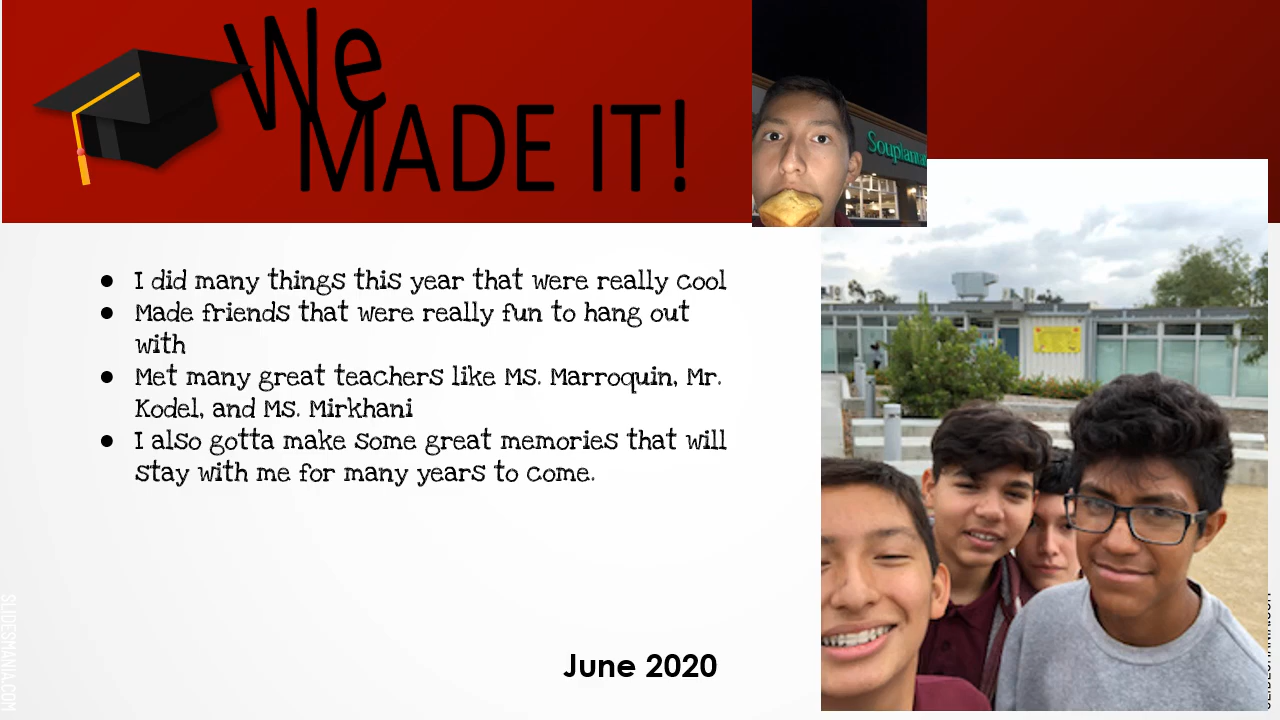 We
MADE IT!
Souplanta
I did many things this year that were really cool
Made friends that were really fun to hang out
with
Met many great teachers like Ms. Marroquin, Mr.
Kodel, and Ms. Mirkhani
I also gotta make some great memories that will
stay with me for many years to come.
June 2020
SLIDESMANIA.COM